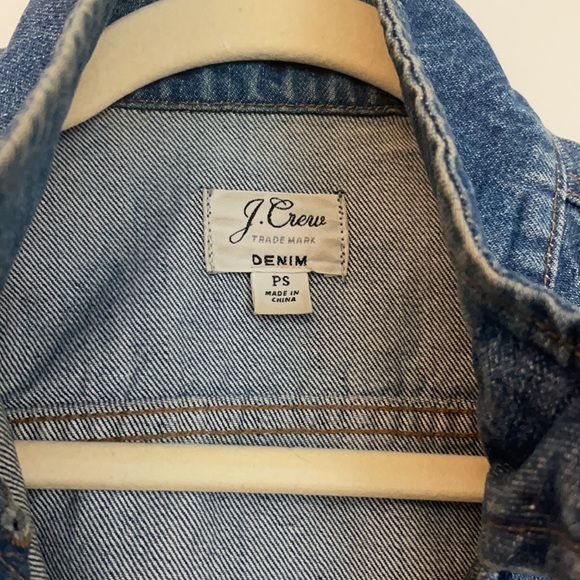 J.Crew
TRADE MARK
DENIM
PS
MADE IN
CHINA